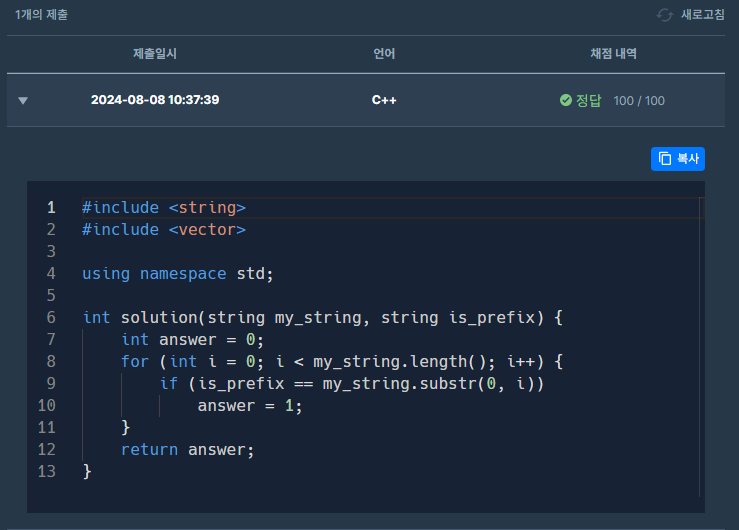 1개의 제출
새로고침
제출일시 언어 채점 내역
2024-08-08 10:37:39 C++ 정답 100 / 100
복사
1 #include <string>
2 #include <vector>
3
4 using namespace std;
5
6 int solution(string my_string, string is_prefix) {
7     int answer = 0;
8     for (int i = 0; i < my_string.length(); i++) {
9         if (is_prefix == my_string.substr(0, i))
10             answer = 1;
11     }
12     return answer;
13 }